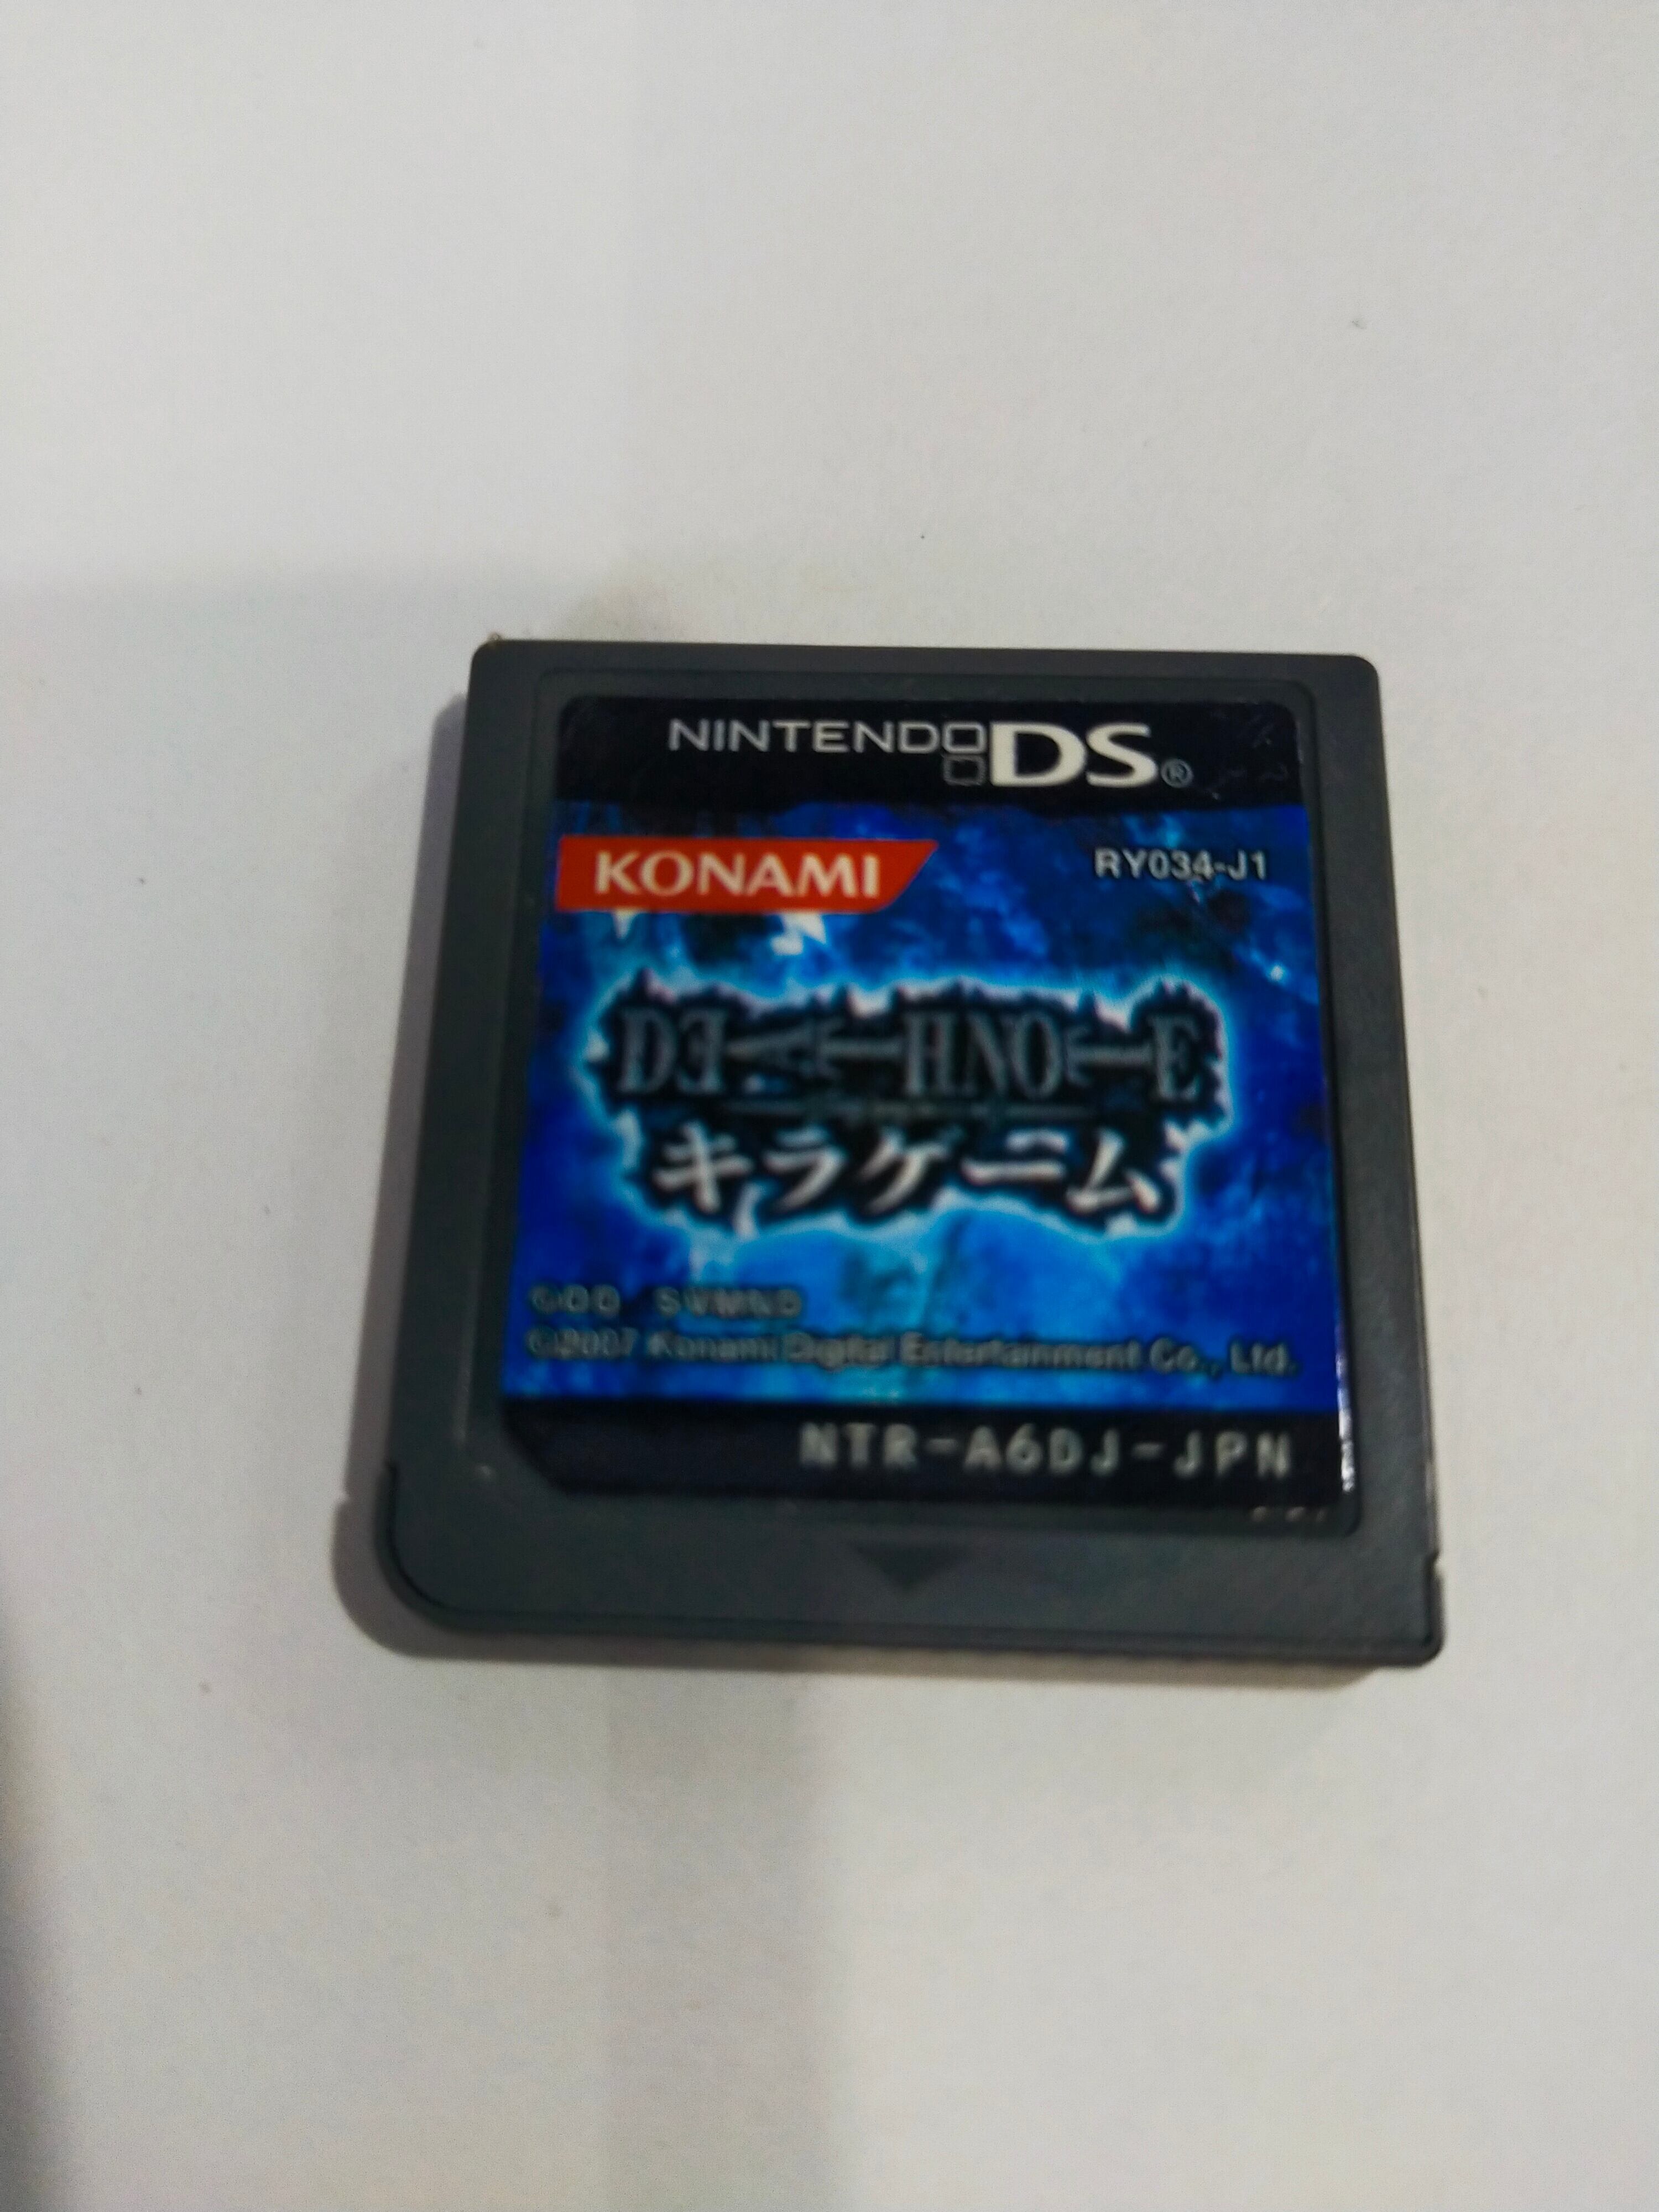 NINTENDO DS®
KONAMI
RY034-J1
DEATH NOTE
キラゲーム
©2007 Konami Digital Entertainment Co., Ltd.
NTR-A6DJ-JPN